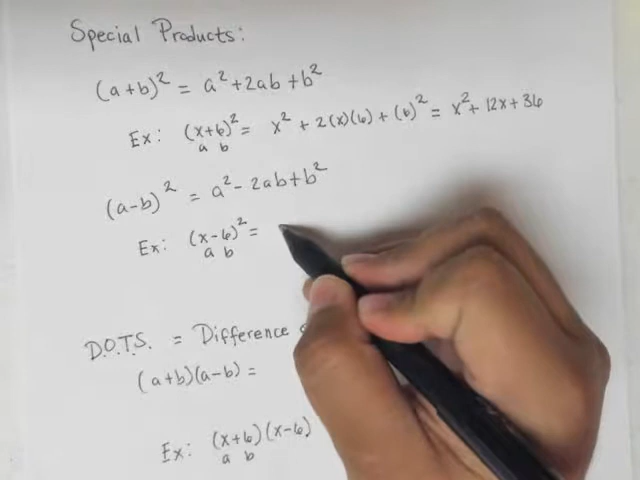 Special Products:
(a+b)² = a² + 2ab + b²
Ex: (x+6)² = x² + 2(x)(6) + (6)² = x² + 12x + 36
a b
(a-b)² = a² - 2ab + b²
Ex: (x-6)² =
a b
D.O.T.S. = Difference
(a+b)(a-b) =
Ex: (x+6)(x-6)
a b